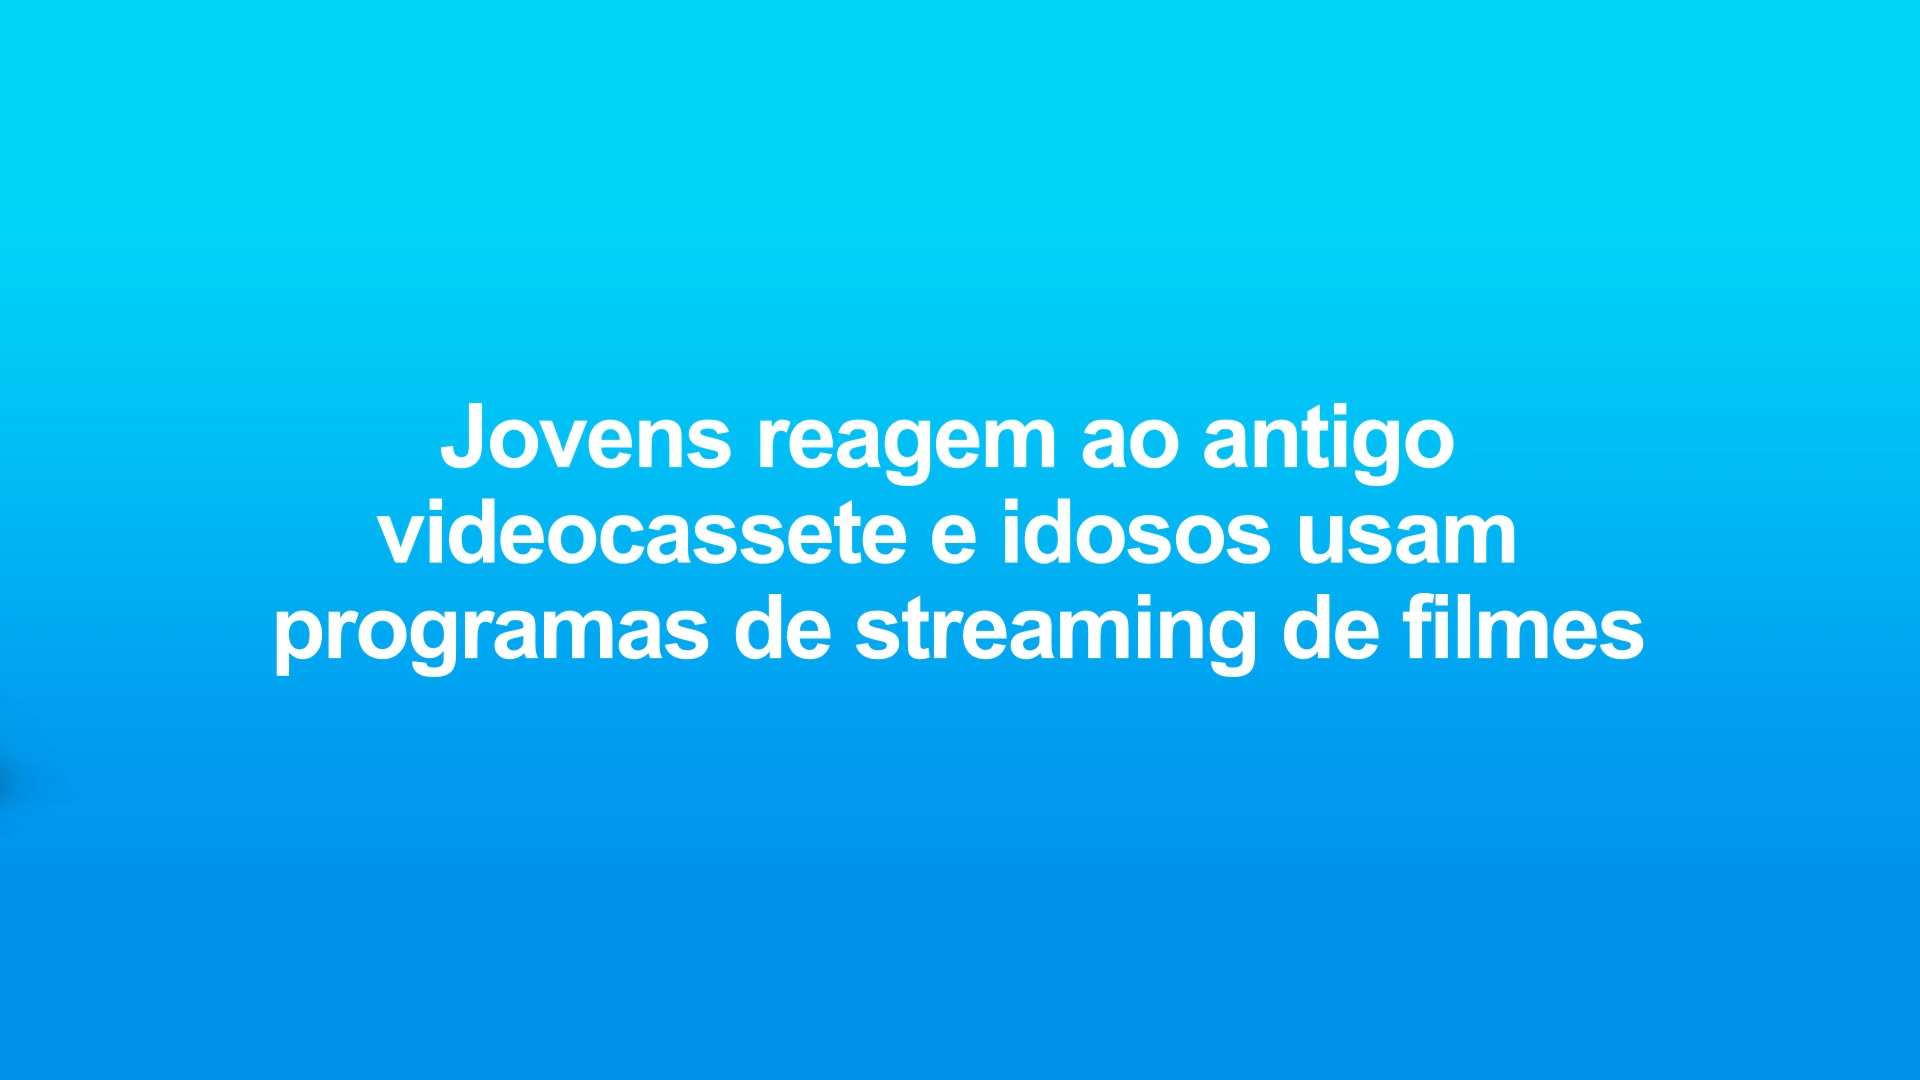 Jovens reagem ao antigo
videocassete e idosos usam
programas de streaming de filmes